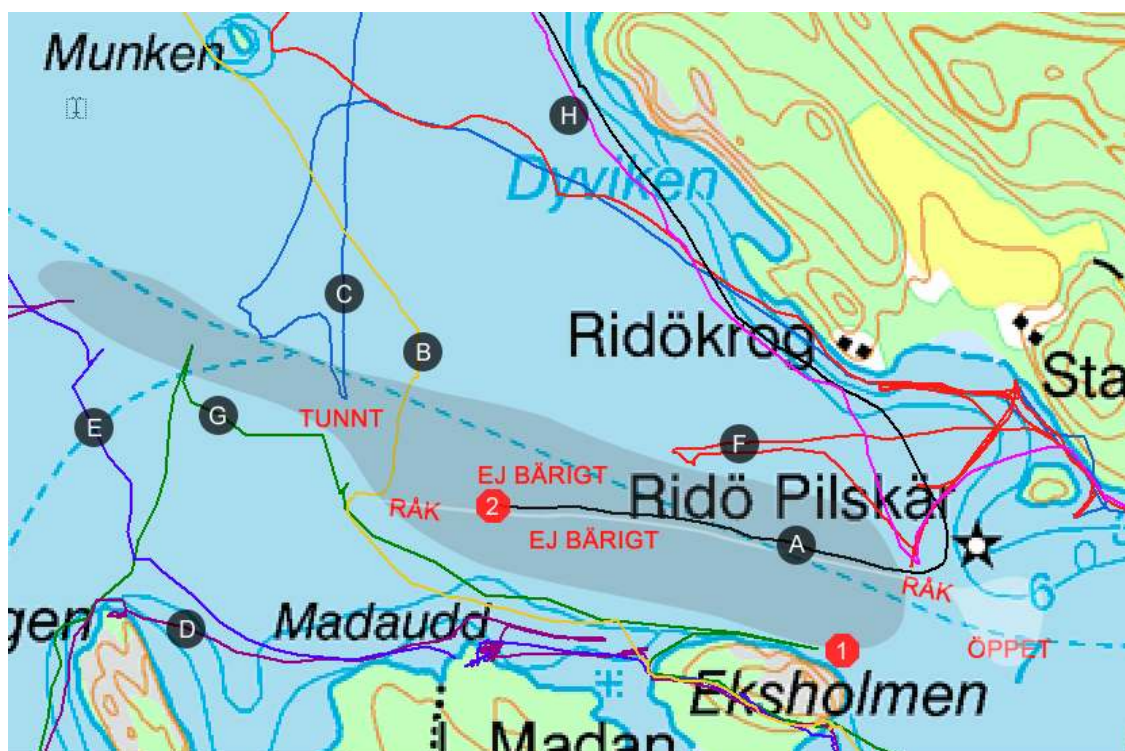 Munken
H
Dyviken
C
B
Ridökrog
Sta
E
G
TUNNT
F
EJ BÄRIGT
RÅK
2
Ridö Pilskär
EJ BÄRIGT
A
RÅK
6
gen
D
Madaudd
1
ÖPPET
Eksholmen
Madan